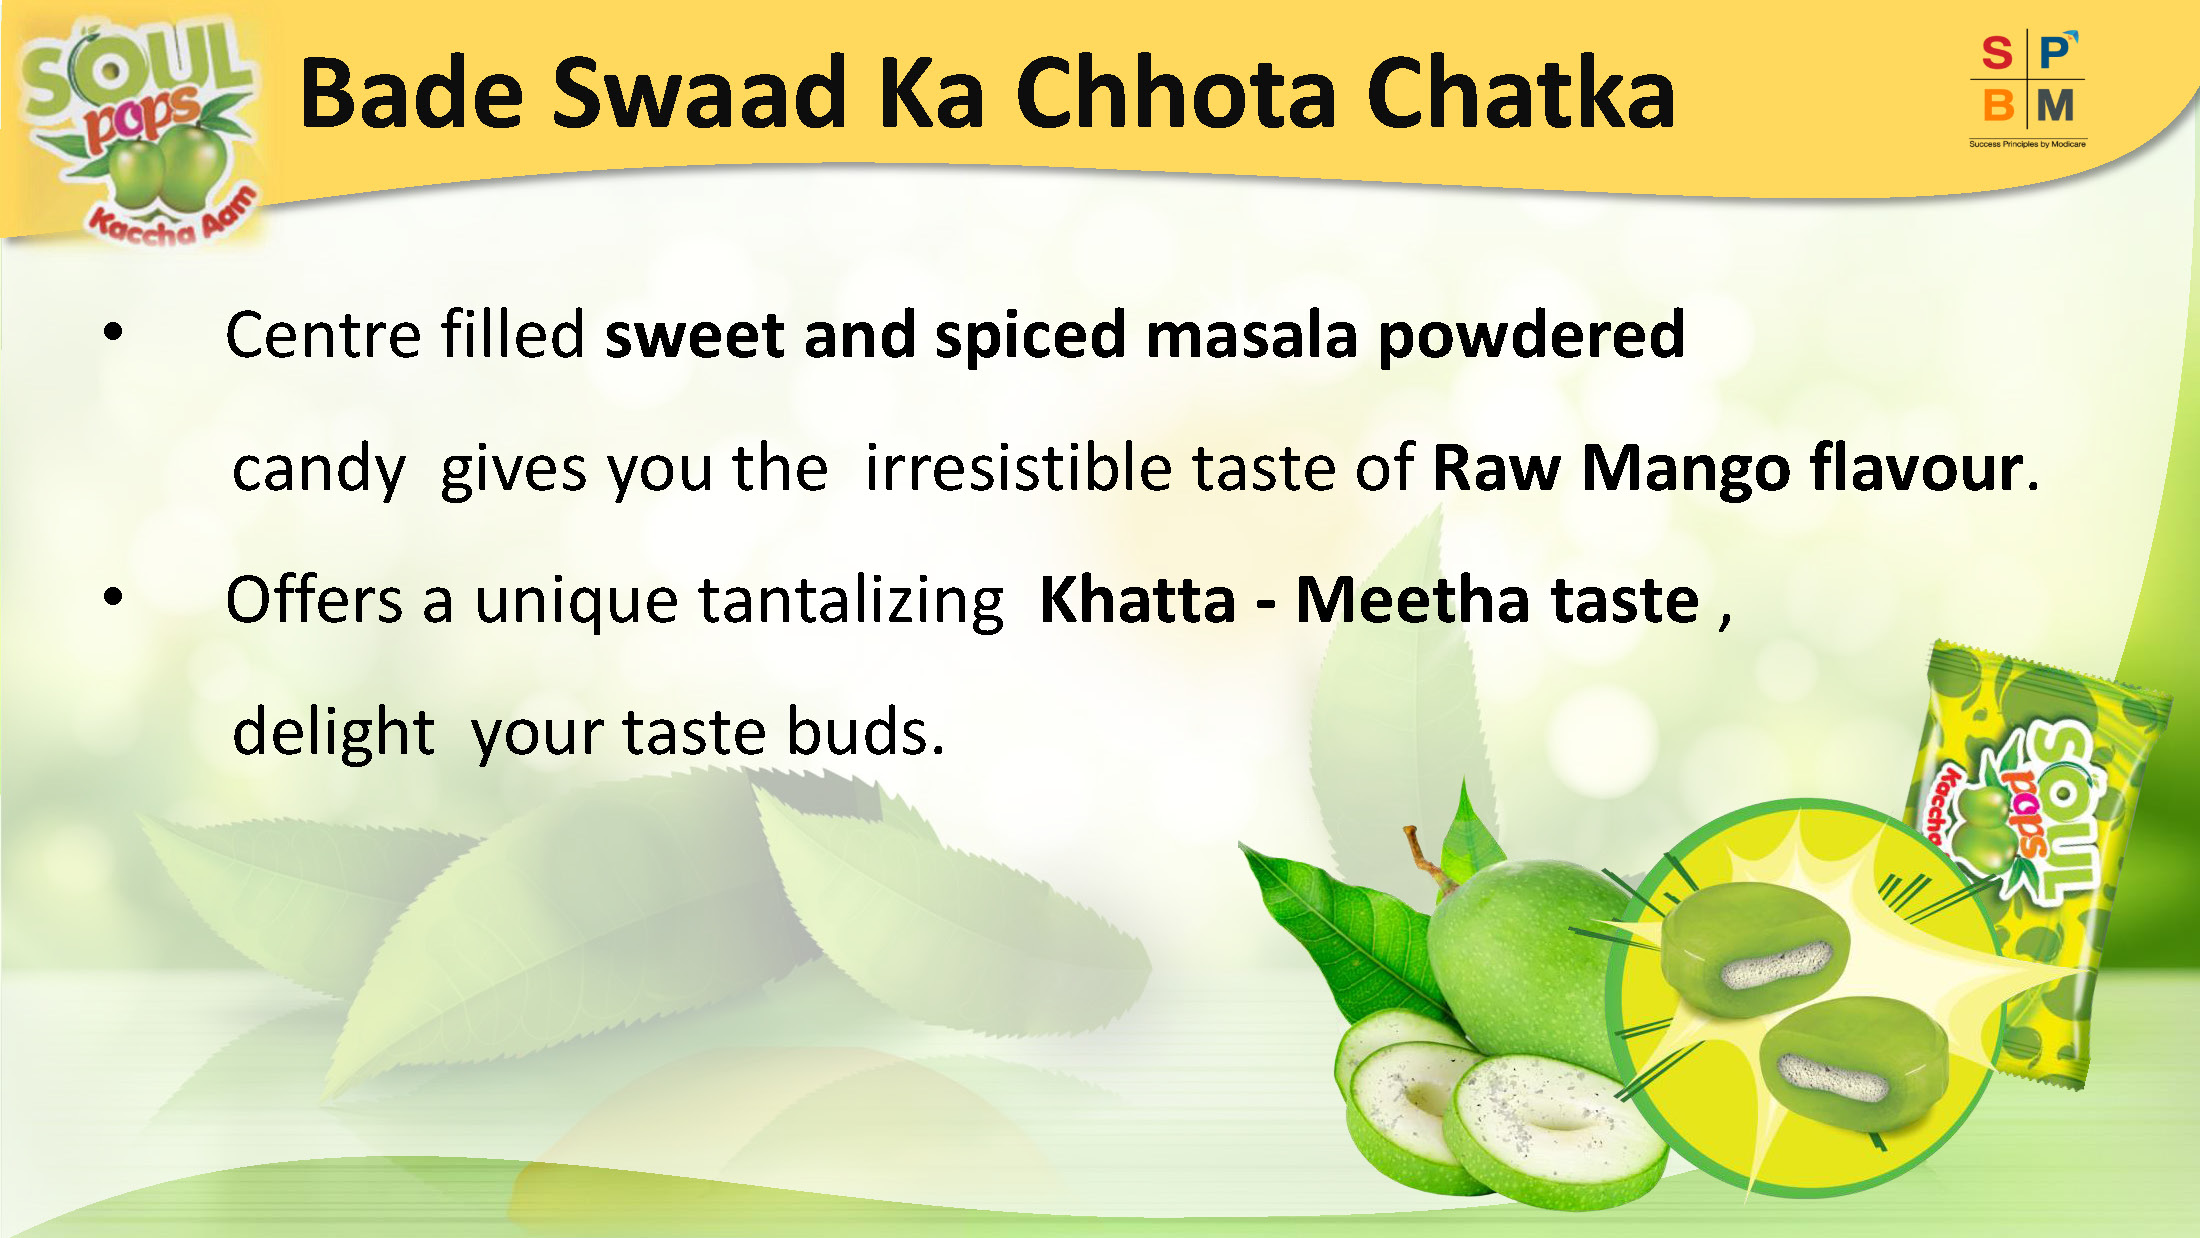 SOUL
pops
Kaccha Aam
Bade Swaad Ka Chhota Chatka
S P
B M
Success Principles by Modicare
• Centre filled sweet and spiced masala powdered
candy gives you the irresistible taste of Raw Mango flavour.
• Offers a unique tantalizing Khatta - Meetha taste ,
delight your taste buds.
SOUL
pops
Kaccha